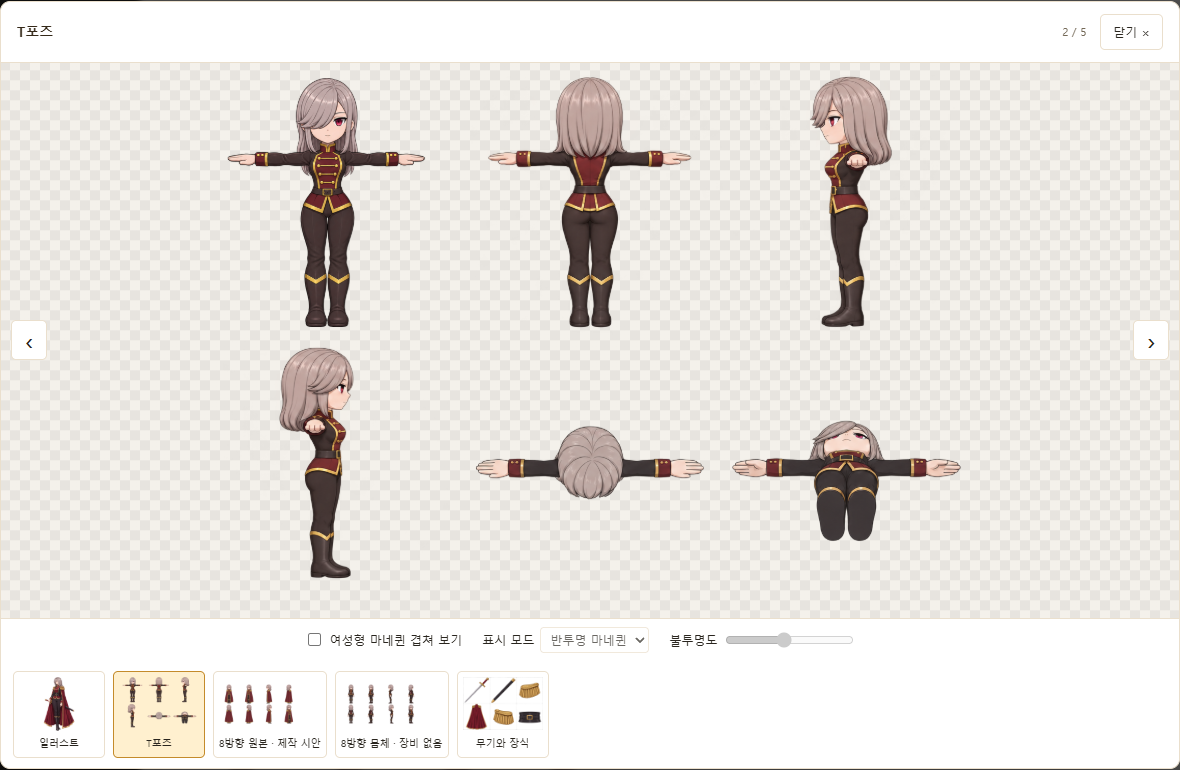 T포즈
2 / 5
닫기 ×
‹
›
여성형 마네퀸 겹쳐 보기
표시 모드
반투명 마네퀸
불투명도
일러스트
T포즈
8방향 원본 · 제작 시안
8방향 몸체 · 장비 없음
무기와 장식